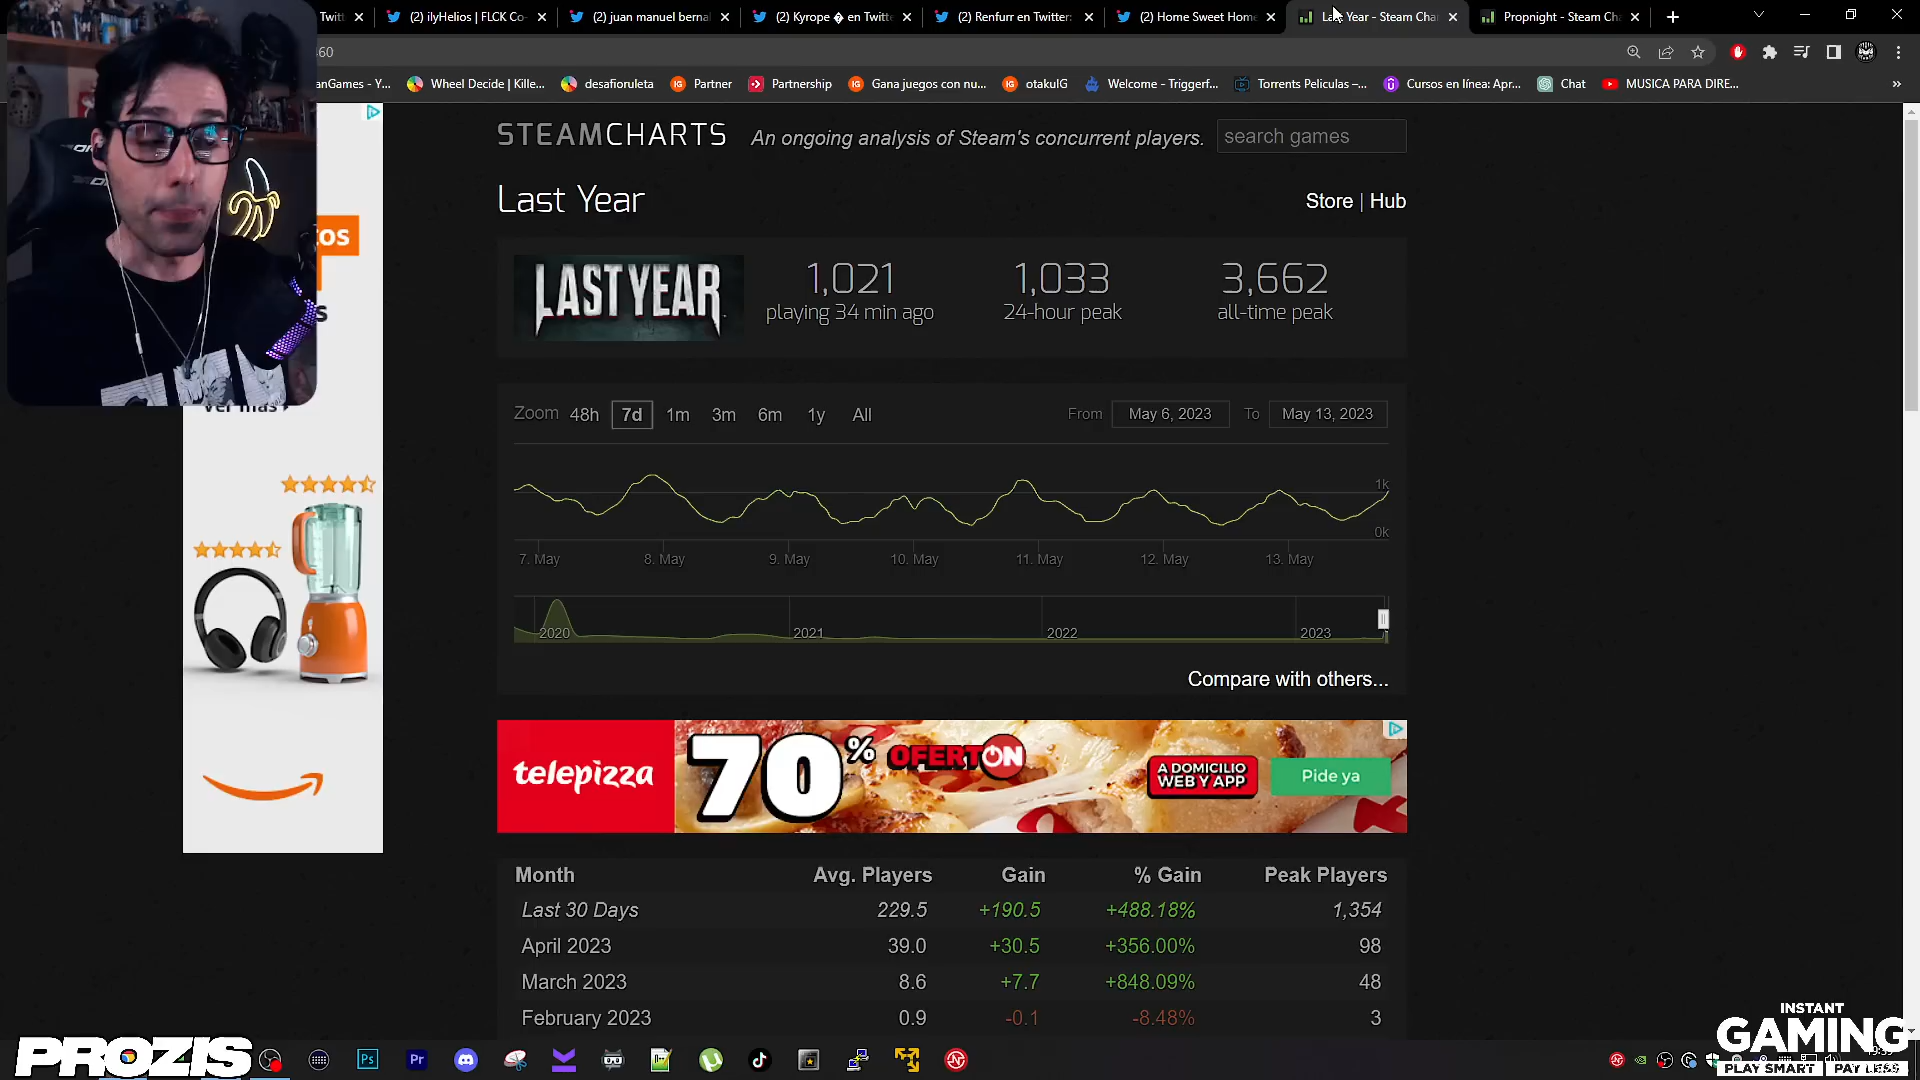 Twitt
(2) ilyHelios | FLCK Co-
(2) juan manuel bernal
(2) Kyrope � en Twitte
(2) Renfurr en Twitter:
(2) Home Sweet Home
Last Year - Steam Char
Propnight - Steam Cha
460
anGames - Y...
Wheel Decide | Kille...
desafioruleta
Partner
Partnership
Gana juegos con nu...
otakuIG
Welcome - Triggerf...
Torrents Peliculas –...
Cursos en línea: Apr...
Chat
MUSICA PARA DIRE...
STEAMCHARTS
An ongoing analysis of Steam's concurrent players.
search games
Last Year
Store | Hub
LAST YEAR
1,021
playing 34 min ago
1,033
24-hour peak
3,662
all-time peak
Zoom 48h 7d 1m 3m 6m 1y All
From May 6, 2023 To May 13, 2023
1k
0k
7. May 8. May 9. May 10. May 11. May 12. May 13. May
2020 2021 2022 2023
Compare with others...
telepizza
70%
OFERTON
A DOMICILIO
WEB Y APP
Pide ya
Month Avg. Players Gain % Gain Peak Players
Last 30 Days 229.5 +190.5 +488.18% 1,354
April 2023 39.0 +30.5 +356.00% 98
March 2023 8.6 +7.7 +848.09% 48
February 2023 0.9 -0.1 -8.48% 3
PROZIS
Ps
Pr
INSTANT
GAMING
PLAY SMART PAY LESS